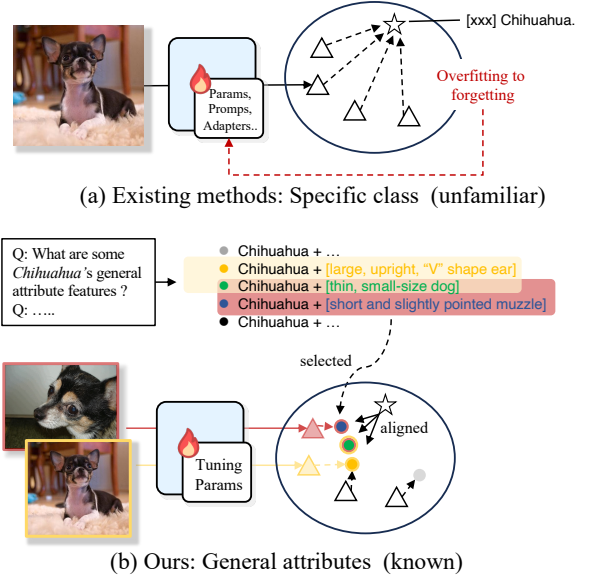 [xxx] Chihuahua.
Params,
Promps,
Adapters..
Overfitting to
forgetting
(a) Existing methods: Specific class (unfamiliar)
Q: What are some
Chihuahua's general
attribute features ?
Q: .....
Chihuahua + ...
Chihuahua + [large, upright, “V” shape ear]
Chihuahua + [thin, small-size dog]
Chihuahua + [short and slightly pointed muzzle]
Chihuahua + ...
selected
aligned
Tuning
Params
(b) Ours: General attributes (known)